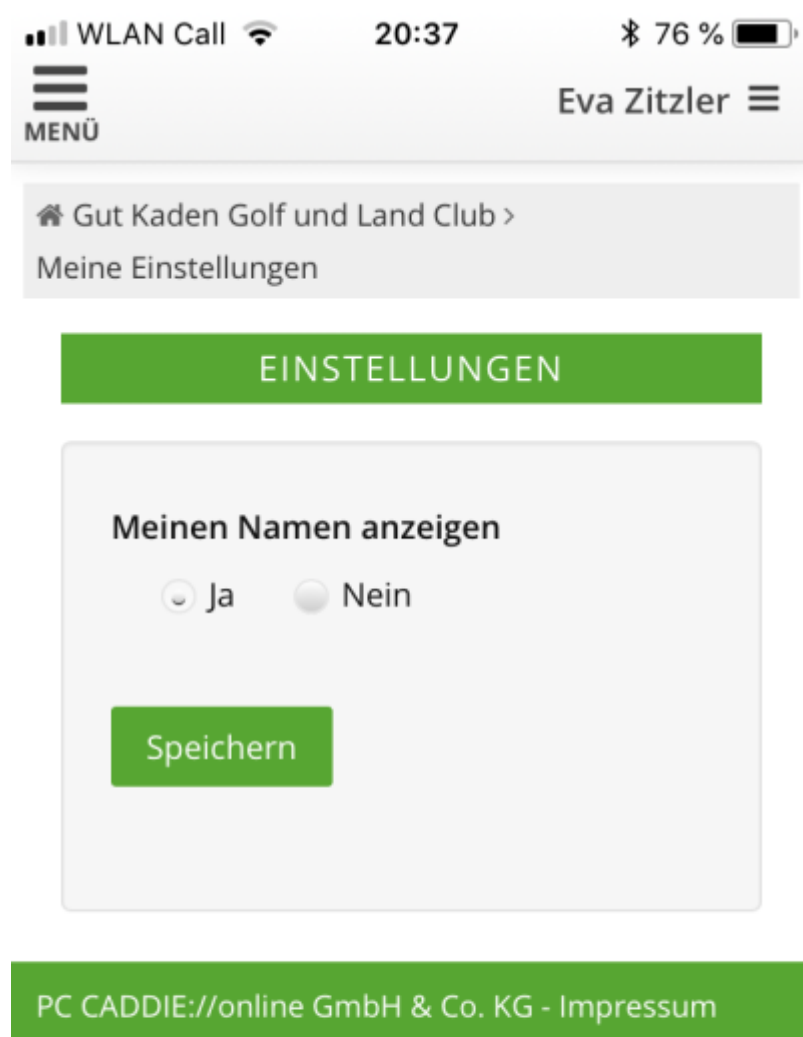 WLAN Call 20:37 76 %
Eva Zitzler
MENÜ
Gut Kaden Golf und Land Club >
Meine Einstellungen
EINSTELLUNGEN
Meinen Namen anzeigen
Ja Nein
Speichern
PC CADDIE://online GmbH & Co. KG - Impressum